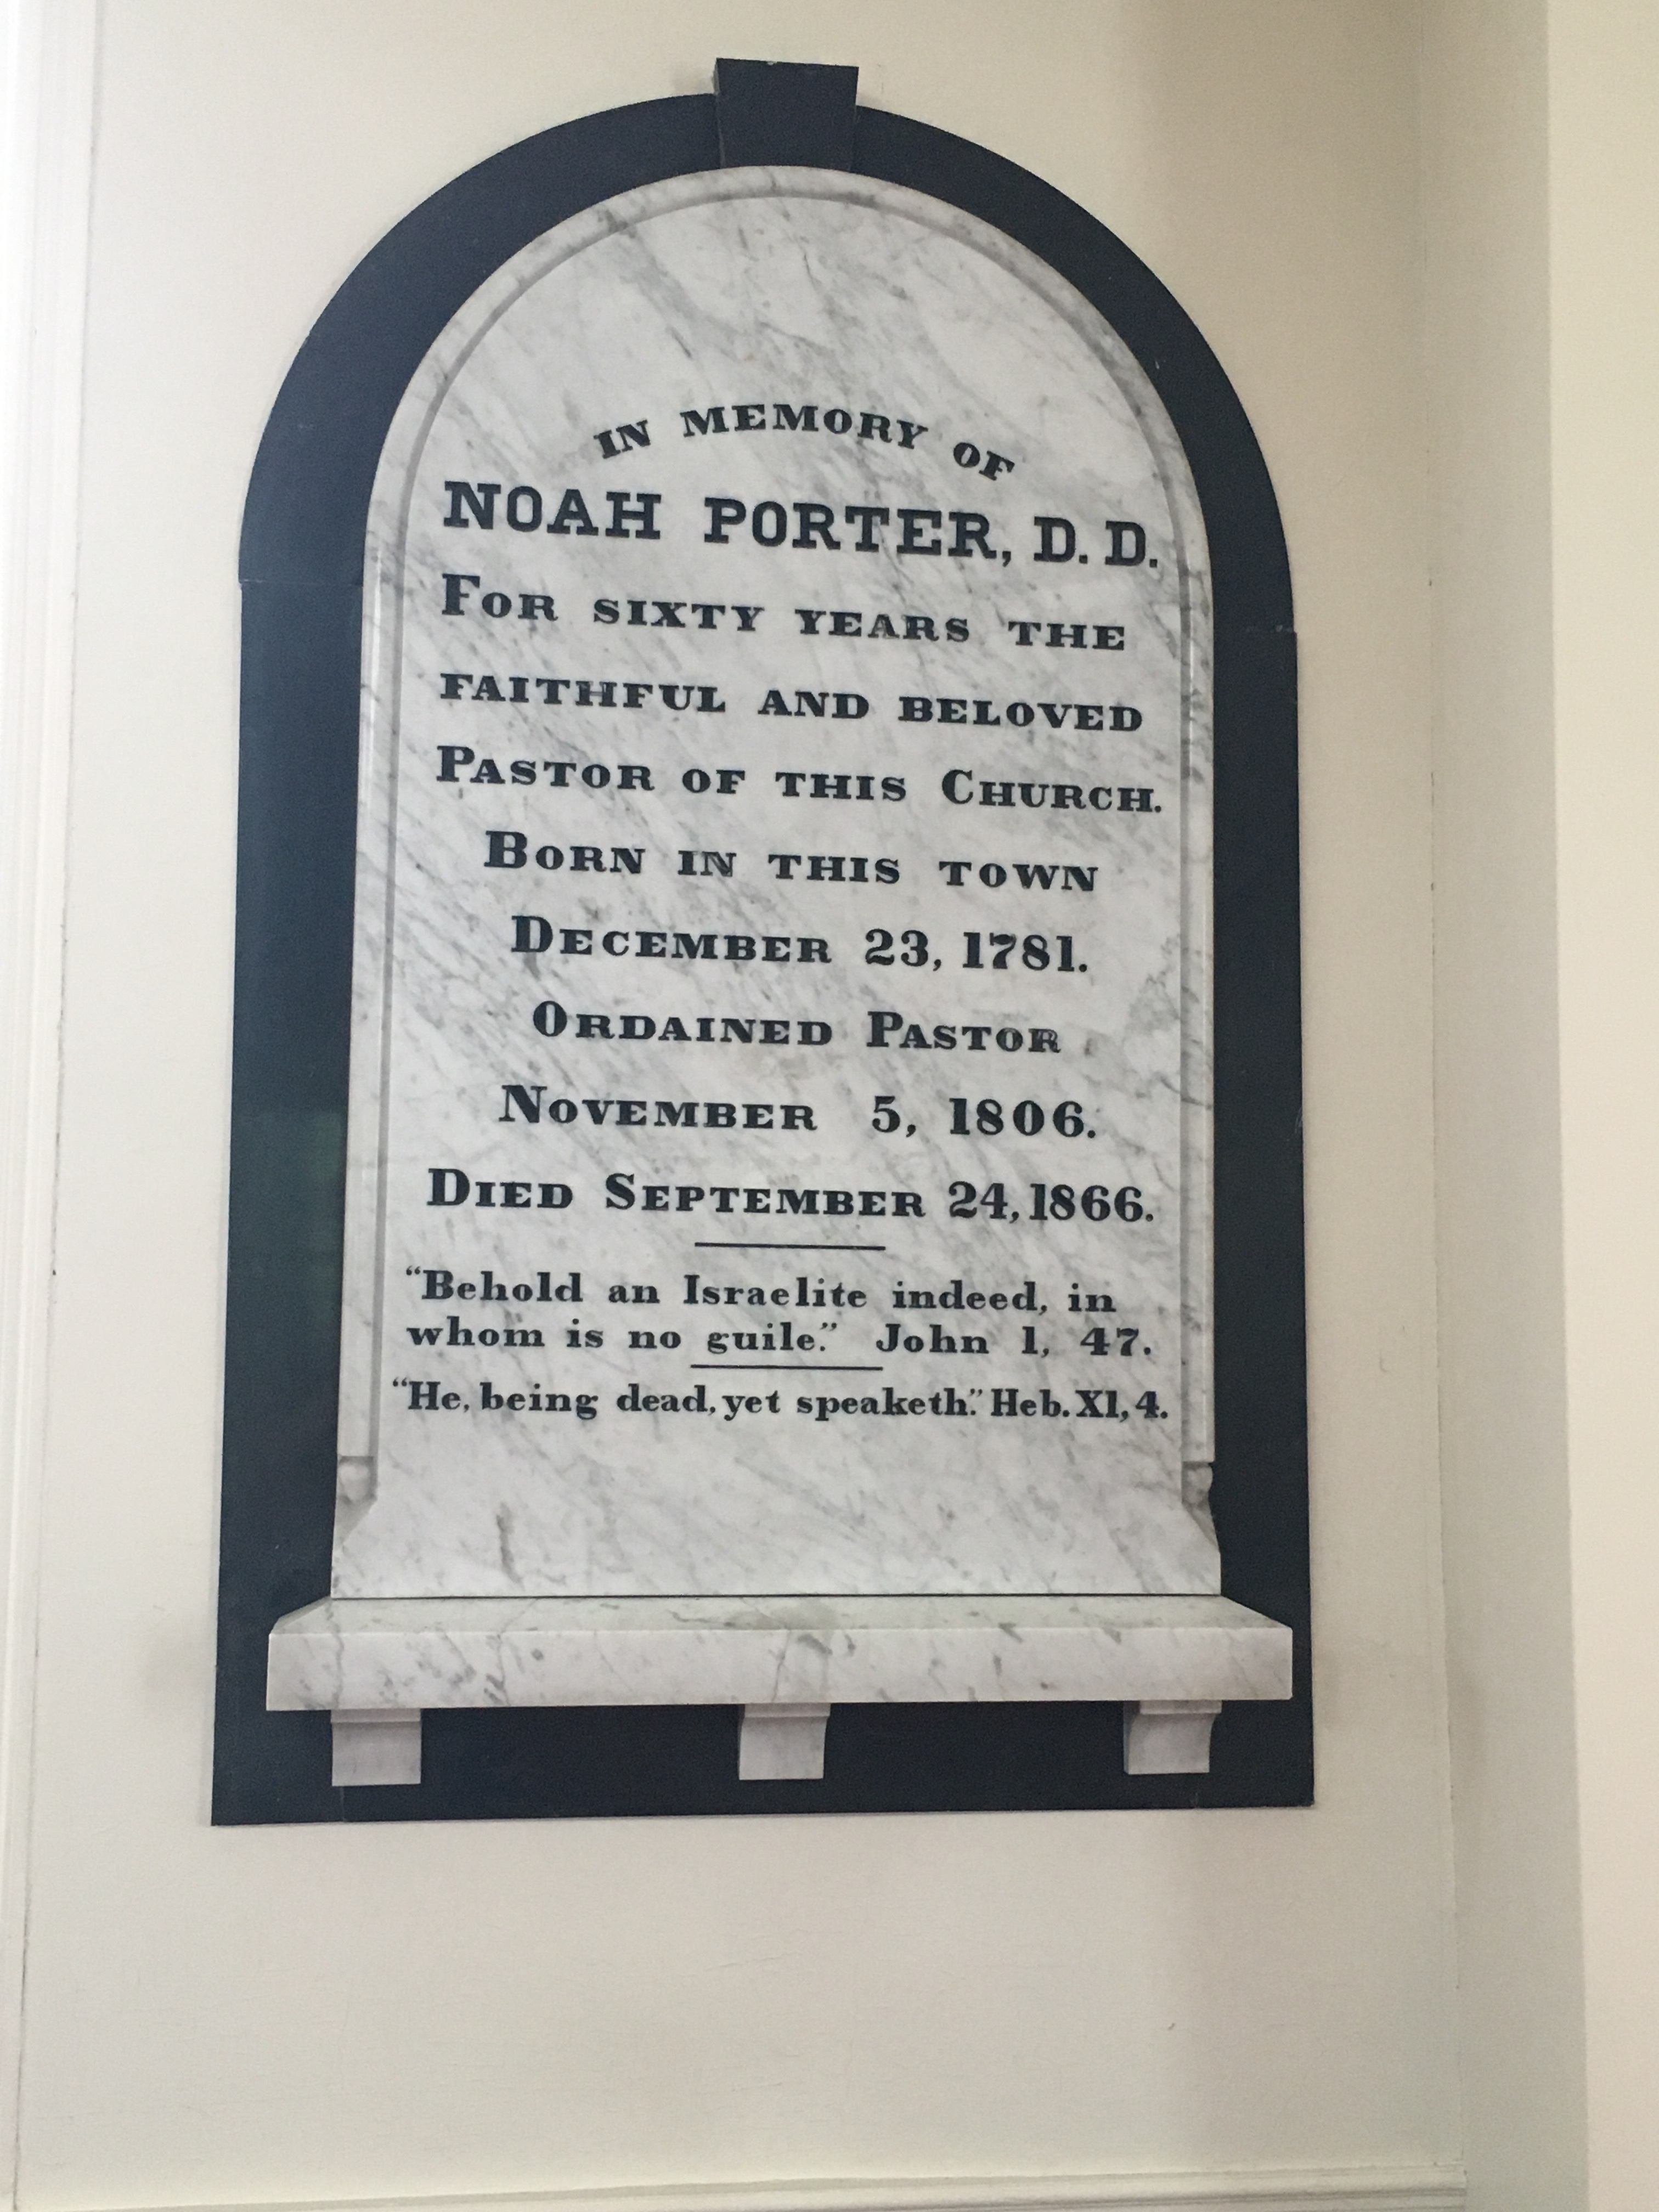 IN MEMORY OF
NOAH PORTER, D. D.
FOR SIXTY YEARS THE
FAITHFUL AND BELOVED
PASTOR OF THIS CHURCH.
BORN IN THIS TOWN
DECEMBER 23, 1781.
ORDAINED PASTOR
NOVEMBER 5, 1806.
DIED SEPTEMBER 24, 1866.
“Behold an Israelite indeed, in
whom is no guile.” John 1, 47.
“He, being dead, yet speaketh.” Heb. XI, 4.